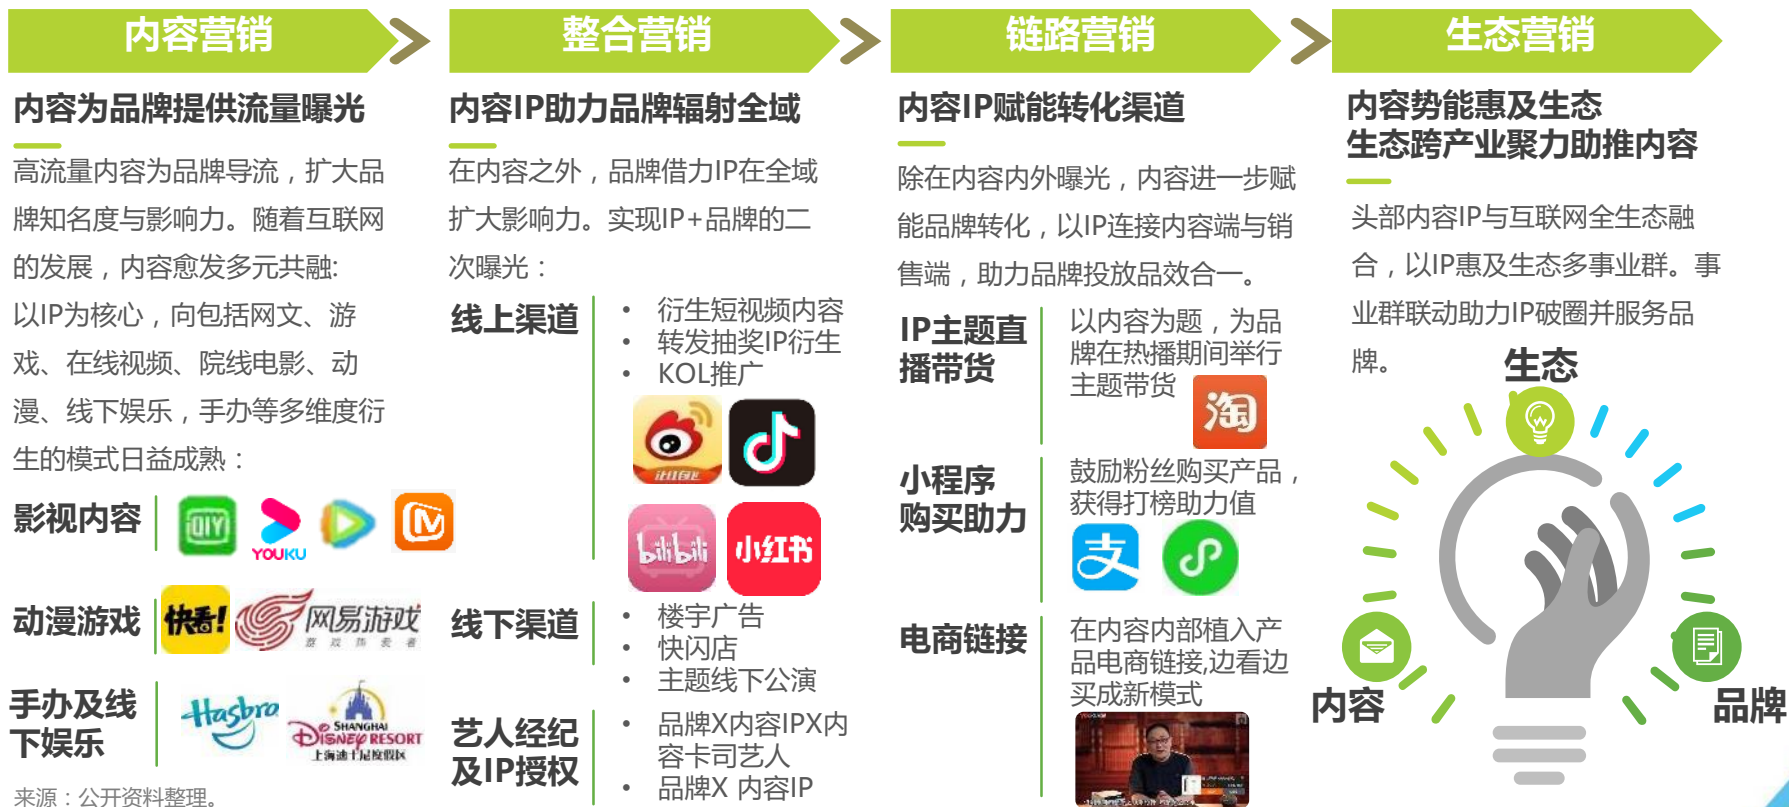 内容营销
整合营销
链路营销
生态营销
内容为品牌提供流量曝光
高流量内容为品牌导流，扩大品
牌知名度与影响力。随着互联网
的发展，内容愈发多元共融:
以IP为核心，向包括网文、游
戏、在线视频、院线电影、动
漫、线下娱乐，手办等多维度衍
生的模式日益成熟：
影视内容
QIY
YOUKU
动漫游戏
快看!
网易游戏
游戏热爱者
手办及线
下娱乐
Hasbro
SHANGHAI
DISNEY RESORT
上海迪士尼度假区
来源：公开资料整理。
内容IP助力品牌辐射全域
在内容之外，品牌借力IP在全域
扩大影响力。实现IP+品牌的二
次曝光：
线上渠道
• 衍生短视频内容
• 转发抽奖IP衍生
• KOL推广
bilibili
小红书
线下渠道
• 楼宇广告
• 快闪店
• 主题线下公演
艺人经纪
及IP授权
• 品牌X内容IPX内
容卡司艺人
• 品牌X 内容IP
内容IP赋能转化渠道
除在内容内外曝光，内容进一步赋
能品牌转化，以IP连接内容端与销
售端，助力品牌投放品效合一。
IP主题直
播带货
以内容为题，为品
牌在热播期间举行
主题带货
淘
小程序
购买助力
鼓励粉丝购买产品，
获得打榜助力值
支
电商链接
在内容内部植入产
品电商链接,边看边
买成新模式
内容势能惠及生态
生态跨产业聚力助推内容
头部内容IP与互联网全生态融
合，以IP惠及生态多事业群。事
业群联动助力IP破圈并服务品
牌。
生态
内容
品牌